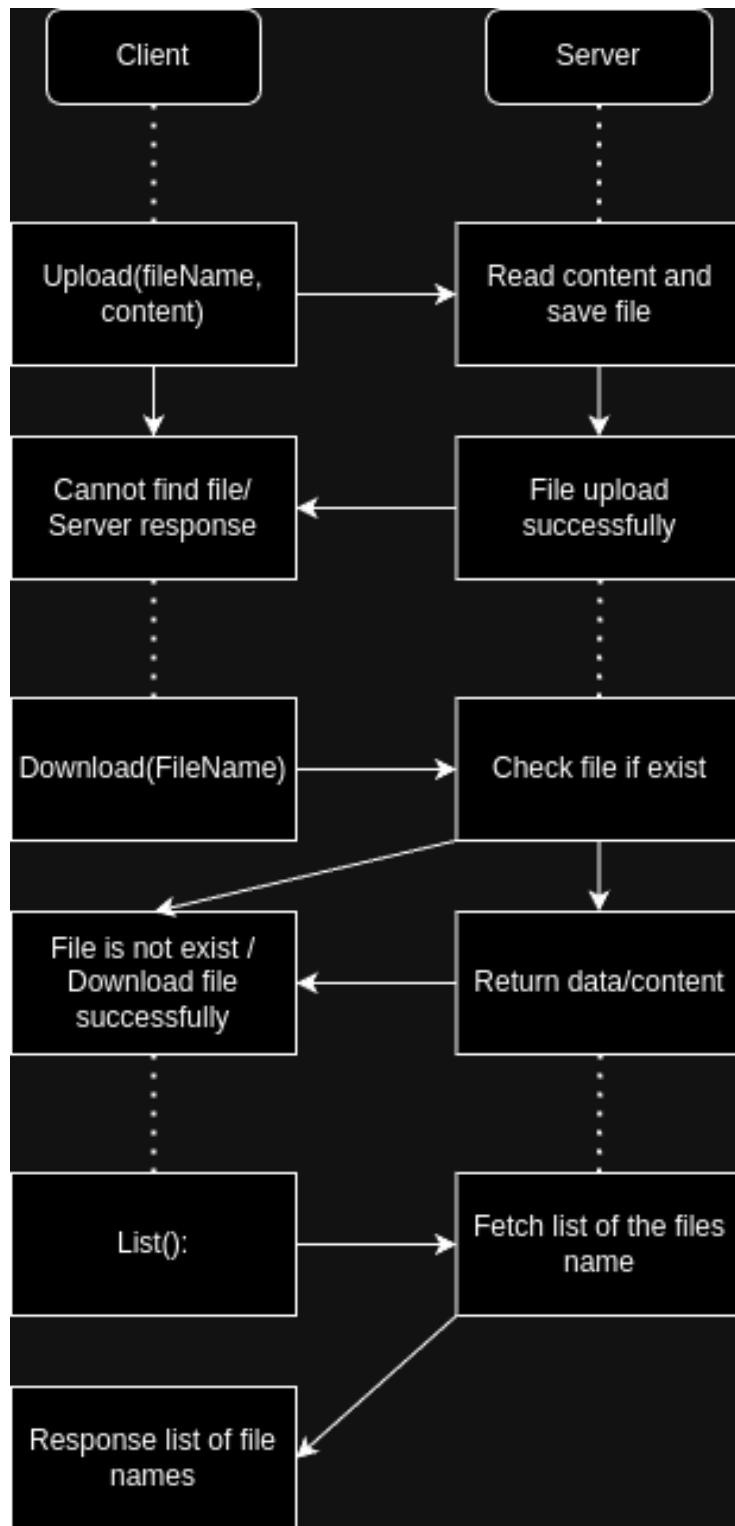 Client
Server
Upload(fileName,
content)
Read content and
save file
Cannot find file/
Server response
File upload
successfully
Download(FileName)
Check file if exist
File is not exist /
Download file
successfully
Return data/content
List():
Fetch list of the files
name
Response list of file
names